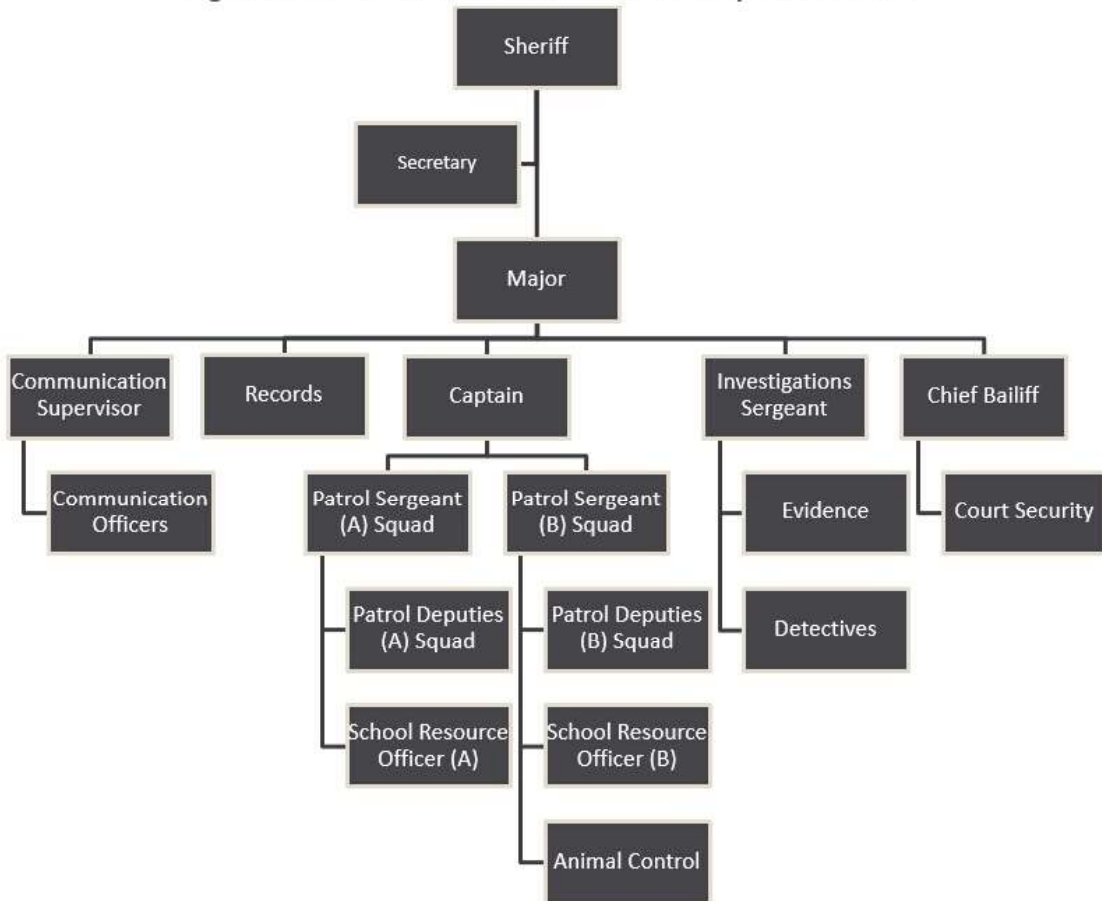 Sheriff
Secretary
Major
Communication
Supervisor
Records
Captain
Investigations
Sergeant
Chief Bailiff
Communication
Officers
Patrol Sergeant
(A) Squad
Patrol Sergeant
(B) Squad
Evidence
Court Security
Patrol Deputies
(A) Squad
Patrol Deputies
(B) Squad
Detectives
School Resource
Officer (A)
School Resource
Officer (B)
Animal Control